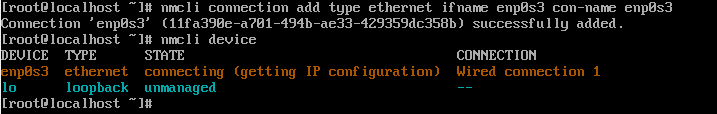 [root@localhost ~]# nmcli connection add type ethernet ifname enp0s3 con-name enp0s3
Connection 'enp0s3' (11fa390e-a701-494b-ae33-429359dc358b) successfully added.
[root@localhost ~]# nmcli device
DEVICE  TYPE      STATE                                  CONNECTION
enp0s3  ethernet  connecting (getting IP configuration)  Wired connection 1
lo      loopback  unmanaged                              --
[root@localhost ~]#